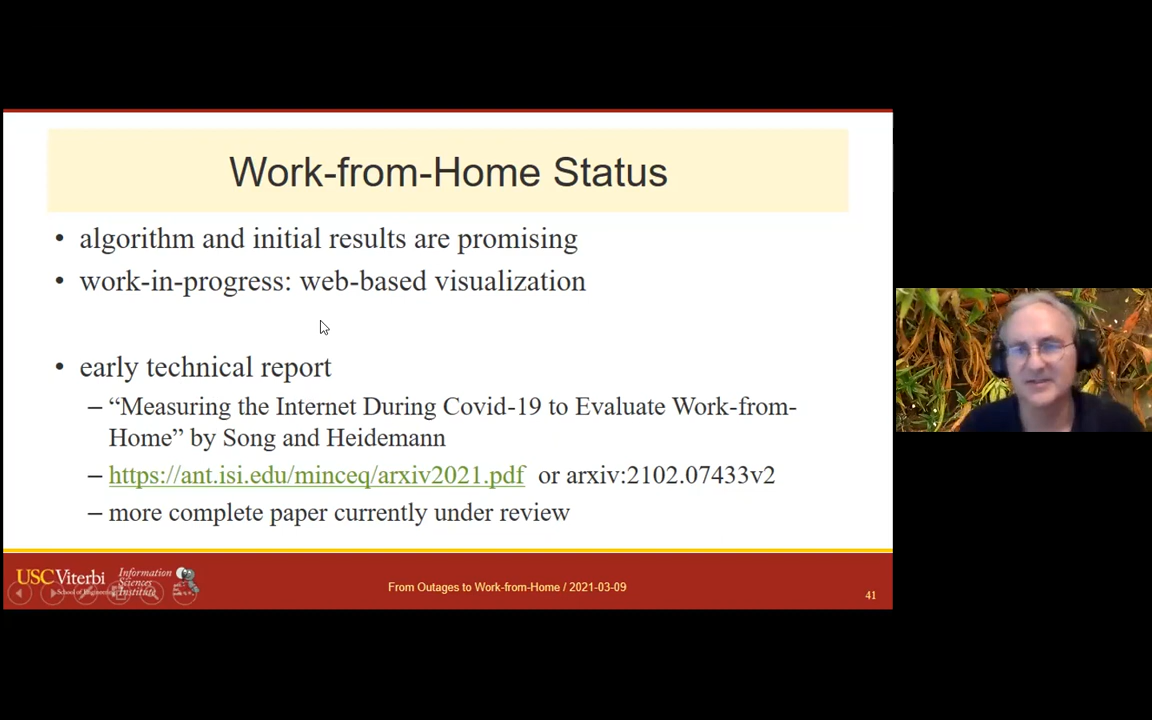 Work-from-Home Status
• algorithm and initial results are promising
• work-in-progress: web-based visualization
• early technical report
– “Measuring the Internet During Covid-19 to Evaluate Work-from-
Home” by Song and Heidemann
– https://ant.isi.edu/minceq/arxiv2021.pdf or arxiv:2102.07433v2
– more complete paper currently under review
USC Viterbi
School of Engineering
Information
Sciences
Institute
From Outages to Work-from-Home / 2021-03-09
41